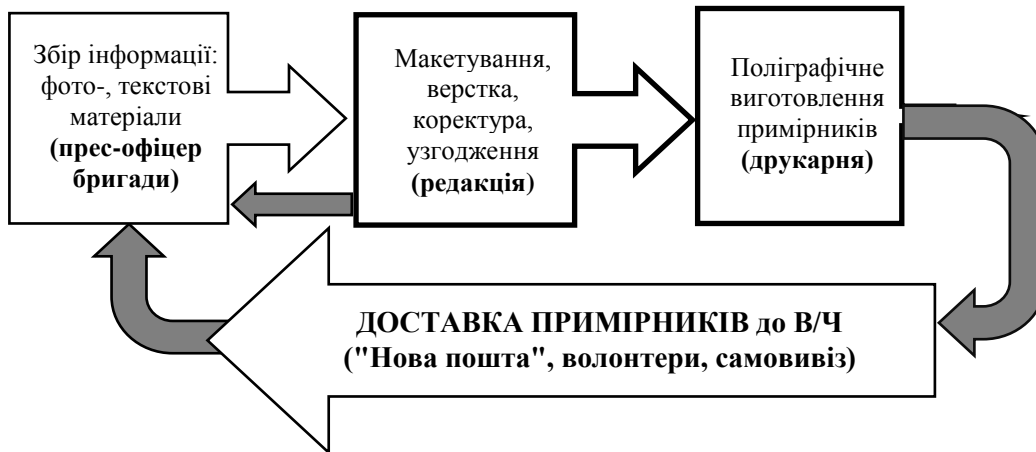 Збір інформації:
фото-, текстові
матеріали
(прес-офіцер
бригади)
Макетування,
верстка,
коректура,
узгодження
(редакція)
Поліграфічне
виготовлення
примірників
(друкарня)
ДОСТАВКА ПРИМІРНИКІВ до В/Ч
("Нова пошта", волонтери, самовивіз)